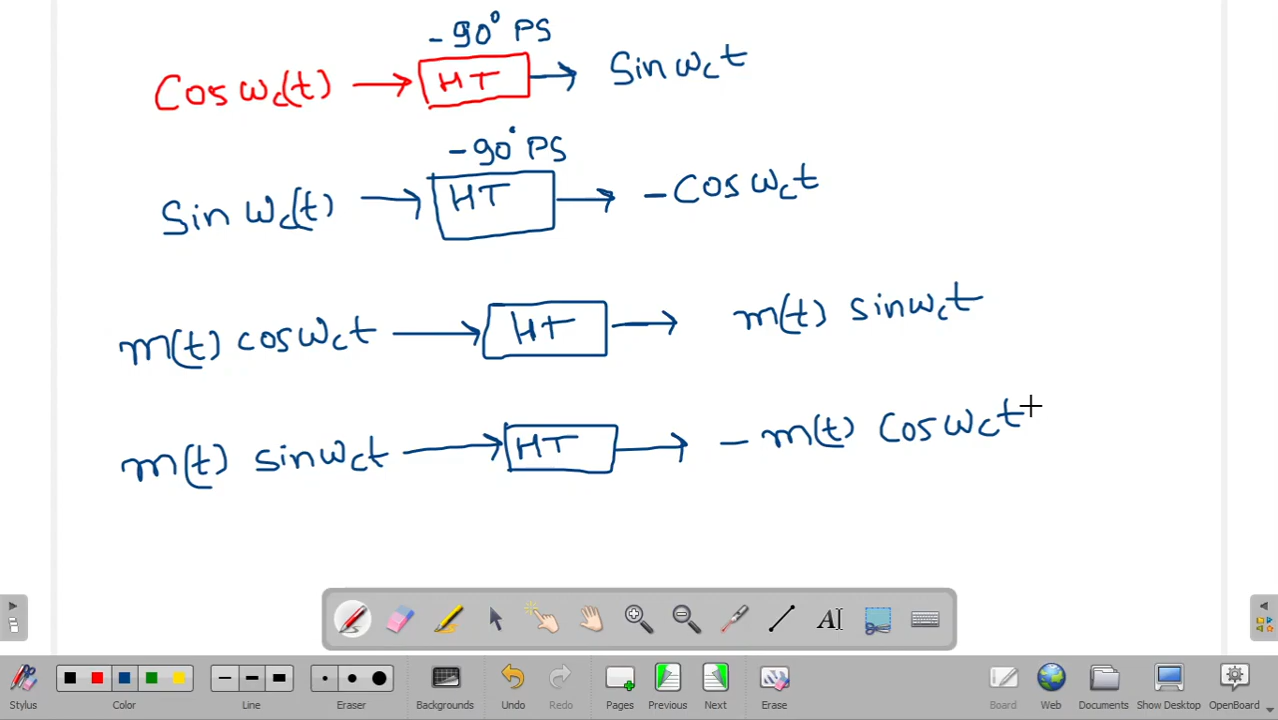 -90° PS
Cos ωc(t) → HT → Sin ωct
-90° PS
Sin ωc(t) → HT → -Cos ωct
m(t) cosωct → HT → m(t) sinωct
m(t) sinωct → HT → - m(t) Cosωct
Stylus Color Line Eraser Backgrounds Undo Redo Pages Previous Next Erase Board Web Documents Show Desktop OpenBoard